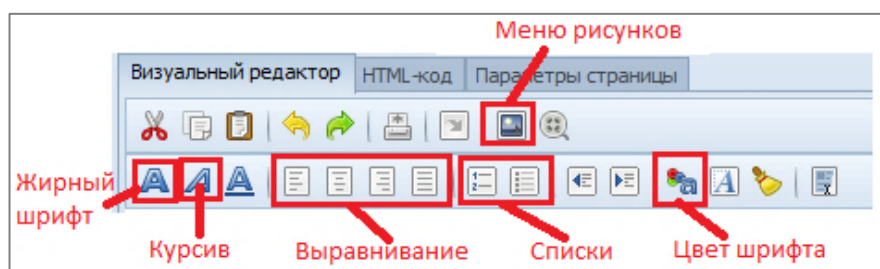 Меню рисунков
Визуальный редактор HTML-код Параметры страницы
Жирный
шрифт
Курсив Выравнивание Списки Цвет шрифта